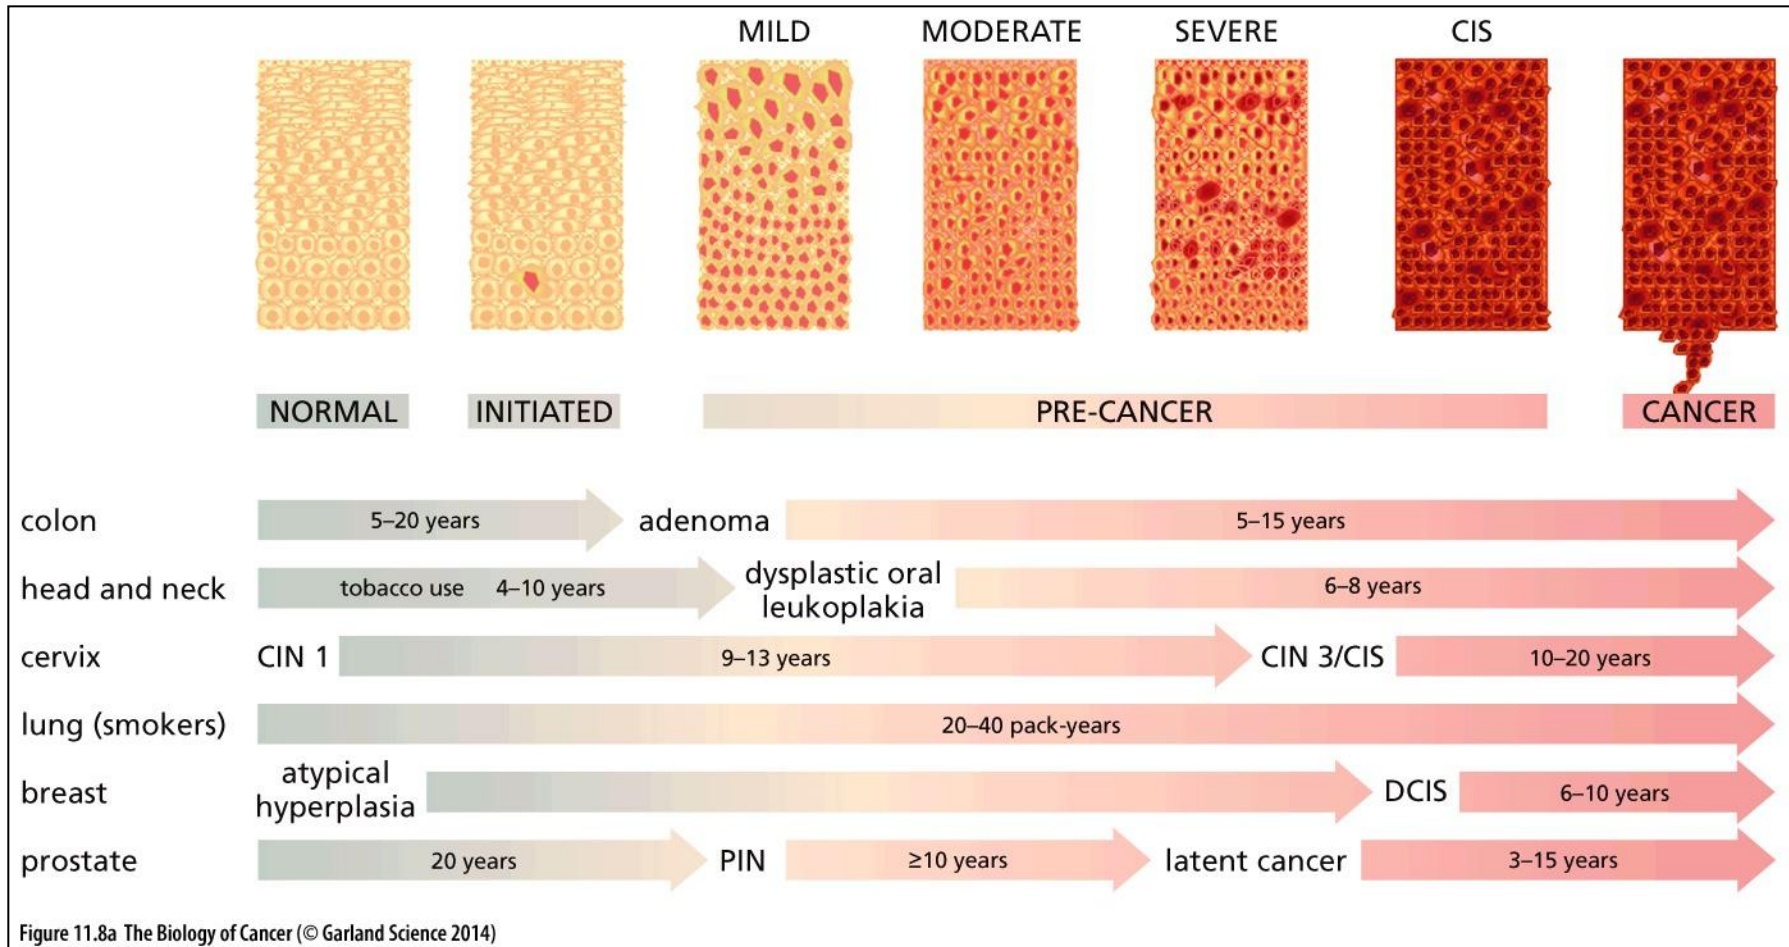 MILD MODERATE SEVERE CIS
NORMAL INITIATED PRE-CANCER CANCER
colon 5–20 years adenoma 5–15 years
head and neck tobacco use 4–10 years dysplastic oral
leukoplakia 6–8 years
cervix CIN 1 9–13 years CIN 3/CIS 10–20 years
lung (smokers) 20–40 pack-years
breast atypical
hyperplasia DCIS 6–10 years
prostate 20 years PIN ≥10 years latent cancer 3–15 years
Figure 11.8a The Biology of Cancer (© Garland Science 2014)